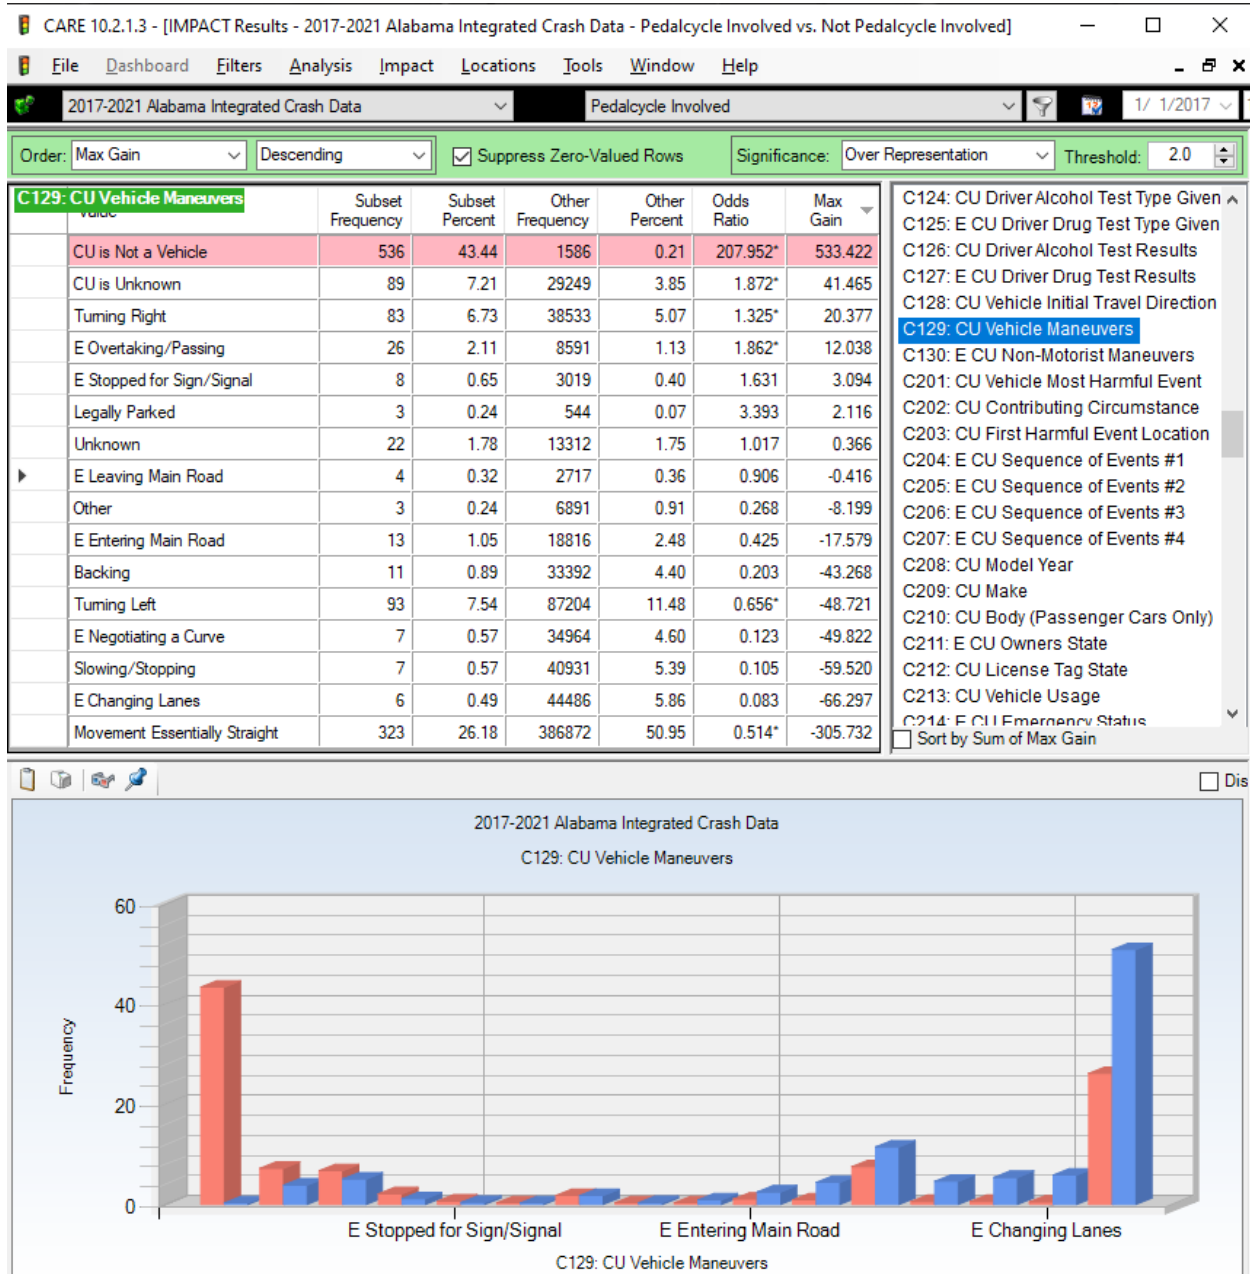 CARE 10.2.1.3 - [IMPACT Results - 2017-2021 Alabama Integrated Crash Data - Pedalcycle Involved vs. Not Pedalcycle Involved]
File Dashboard Filters Analysis Impact Locations Tools Window Help
2017-2021 Alabama Integrated Crash Data Pedalcycle Involved 1/ 1/2017
Order: Max Gain Descending Suppress Zero-Valued Rows Significance: Over Representation Threshold: 2.0
C129: CU Vehicle Maneuvers
Value Subset Frequency Subset Percent Other Frequency Other Percent Odds Ratio Max Gain
CU is Not a Vehicle 536 43.44 1586 0.21 207.952* 533.422
CU is Unknown 89 7.21 29249 3.85 1.872* 41.465
Turning Right 83 6.73 38533 5.07 1.325* 20.377
E Overtaking/Passing 26 2.11 8591 1.13 1.862* 12.038
E Stopped for Sign/Signal 8 0.65 3019 0.40 1.631 3.094
Legally Parked 3 0.24 544 0.07 3.393 2.116
Unknown 22 1.78 13312 1.75 1.017 0.366
E Leaving Main Road 4 0.32 2717 0.36 0.906 -0.416
Other 3 0.24 6891 0.91 0.268 -8.199
E Entering Main Road 13 1.05 18816 2.48 0.425 -17.579
Backing 11 0.89 33392 4.40 0.203 -43.268
Turning Left 93 7.54 87204 11.48 0.656* -48.721
E Negotiating a Curve 7 0.57 34964 4.60 0.123 -49.822
Slowing/Stopping 7 0.57 40931 5.39 0.105 -59.520
E Changing Lanes 6 0.49 44486 5.86 0.083 -66.297
Movement Essentially Straight 323 26.18 386872 50.95 0.514* -305.732
C124: CU Driver Alcohol Test Type Given
C125: E CU Driver Drug Test Type Given
C126: CU Driver Alcohol Test Results
C127: E CU Driver Drug Test Results
C128: CU Vehicle Initial Travel Direction
C129: CU Vehicle Maneuvers
C130: E CU Non-Motorist Maneuvers
C201: CU Vehicle Most Harmful Event
C202: CU Contributing Circumstance
C203: CU First Harmful Event Location
C204: E CU Sequence of Events #1
C205: E CU Sequence of Events #2
C206: E CU Sequence of Events #3
C207: E CU Sequence of Events #4
C208: CU Model Year
C209: CU Make
C210: CU Body (Passenger Cars Only)
C211: E CU Owners State
C212: CU License Tag State
C213: CU Vehicle Usage
C214: E CU Emergency Status
Sort by Sum of Max Gain
Dis
2017-2021 Alabama Integrated Crash Data
C129: CU Vehicle Maneuvers
60
40
20
0
Frequency
E Stopped for Sign/Signal E Entering Main Road E Changing Lanes
C129: CU Vehicle Maneuvers